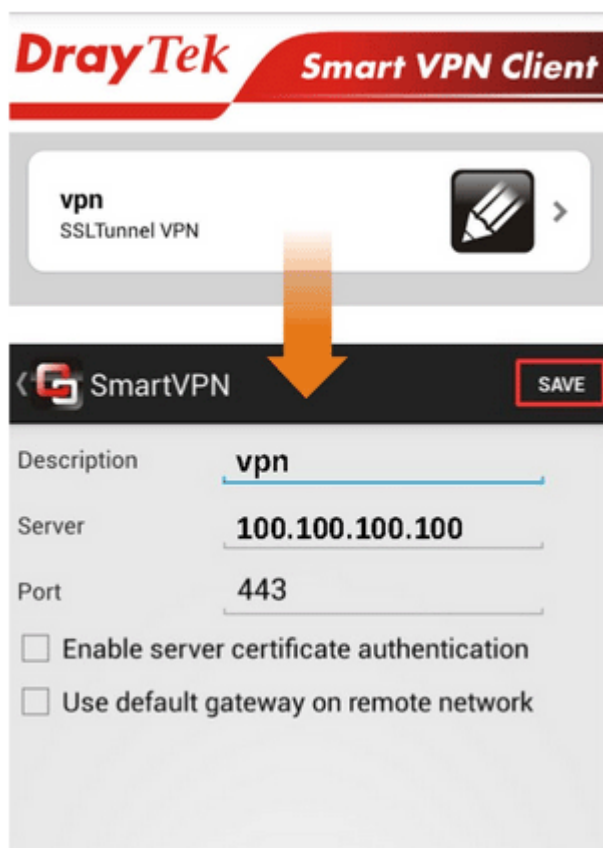 DrayTek Smart VPN Client
vpn
SSLTunnel VPN
SmartVPN SAVE
Description vpn
Server 100.100.100.100
Port 443
Enable server certificate authentication
Use default gateway on remote network